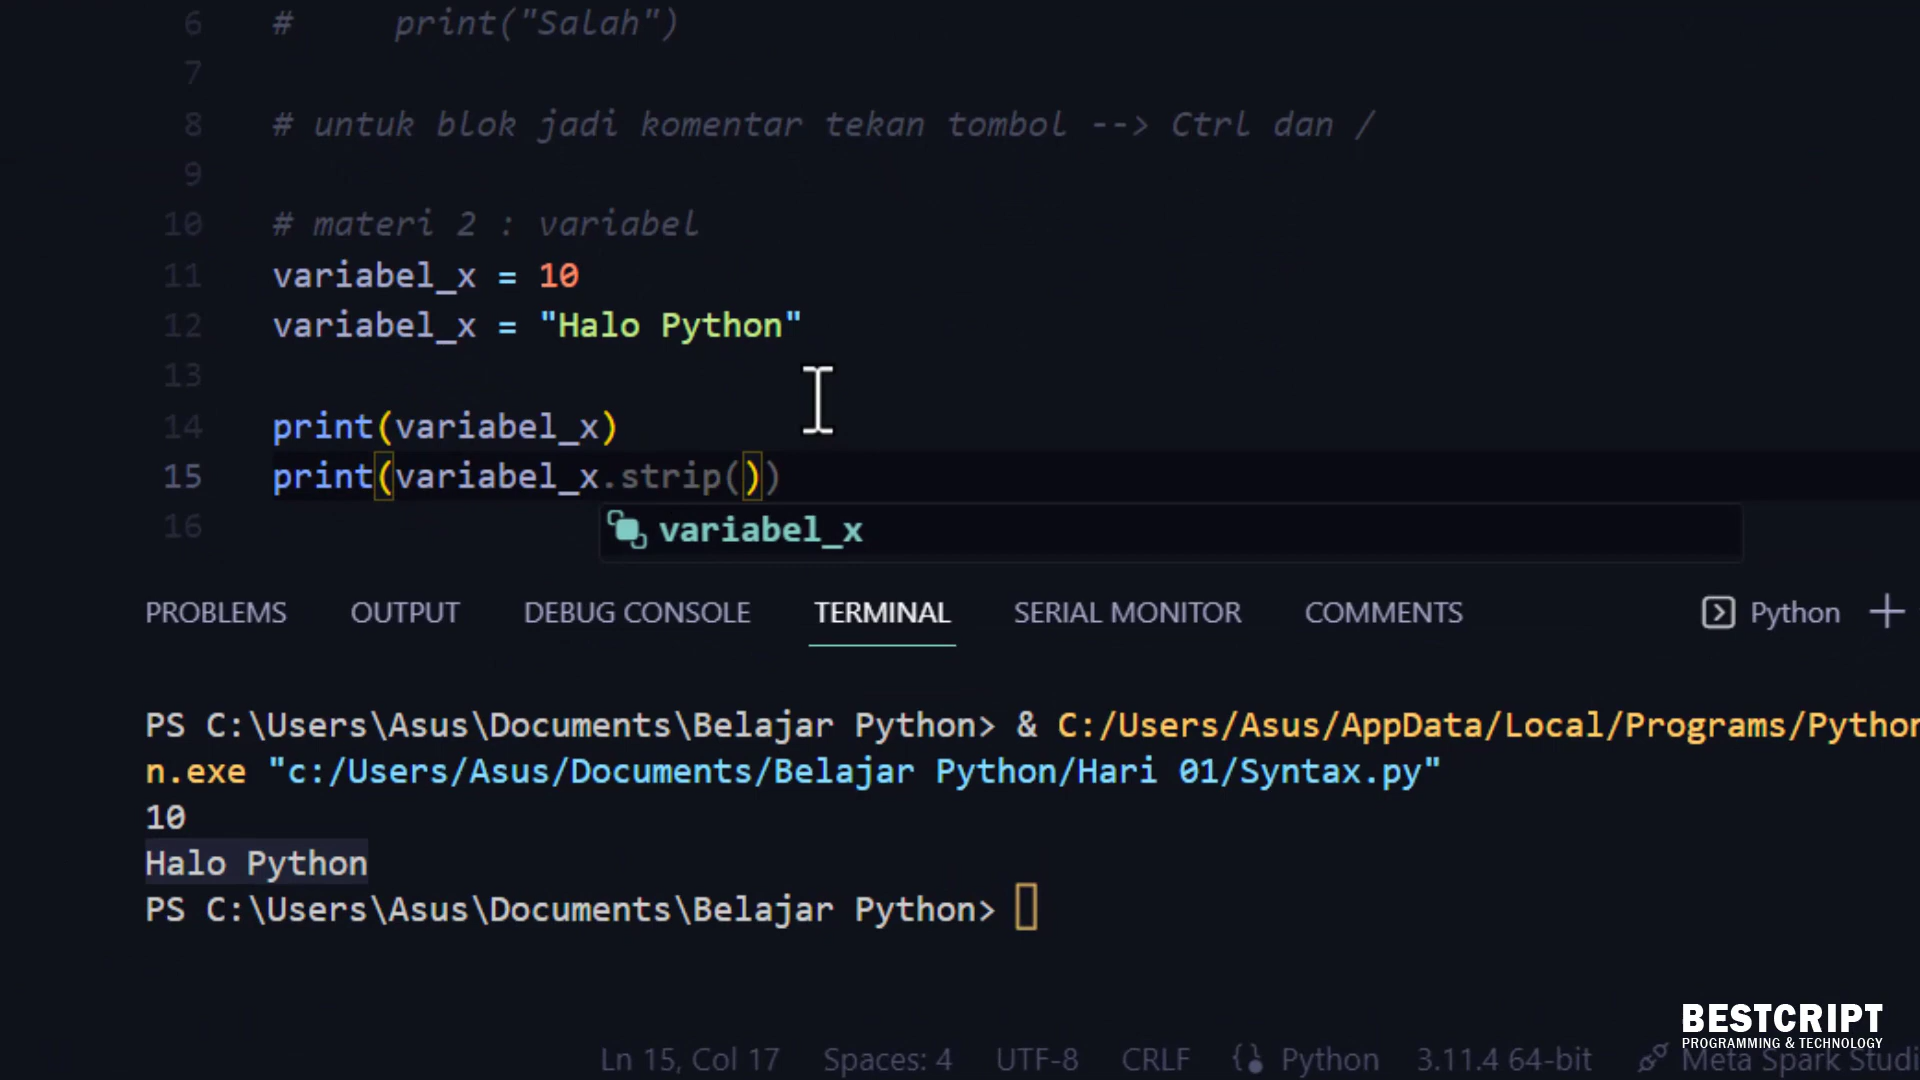 6 # print("Salah")
7
8 # untuk blok jadi komentar tekan tombol --> Ctrl dan /
9
10 # materi 2 : variabel
11 variabel_x = 10
12 variabel_x = "Halo Python"
13
14 print(variabel_x)
15 print(variabel_x.strip())
variabel_x
16
PROBLEMS OUTPUT DEBUG CONSOLE TERMINAL SERIAL MONITOR COMMENTS Python
PS C:\Users\Asus\Documents\Belajar Python> & C:/Users/Asus/AppData/Local/Programs/Python
n.exe "c:/Users/Asus/Documents/Belajar Python/Hari 01/Syntax.py"
10
Halo Python
PS C:\Users\Asus\Documents\Belajar Python>
BESTCRIPT
PROGRAMMING & TECHNOLOGY
Ln 15, Col 17 Spaces: 4 UTF-8 CRLF Python 3.11.4 64-bit Meta Spark Studi